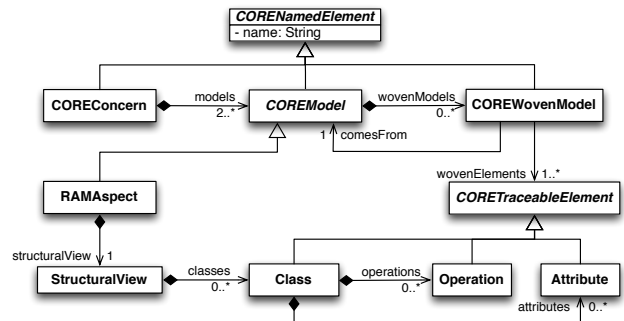 CORENamedElement
- name: String
COREConcern
models
2..*
COREModel
wovenModels
0..*
COREWovenModel
1
comesFrom
RAMAspect
wovenElements
1..*
CORETraceableElement
structuralView
1
StructuralView
classes
0..*
Class
operations
0..*
Operation
Attribute
attributes
0..*